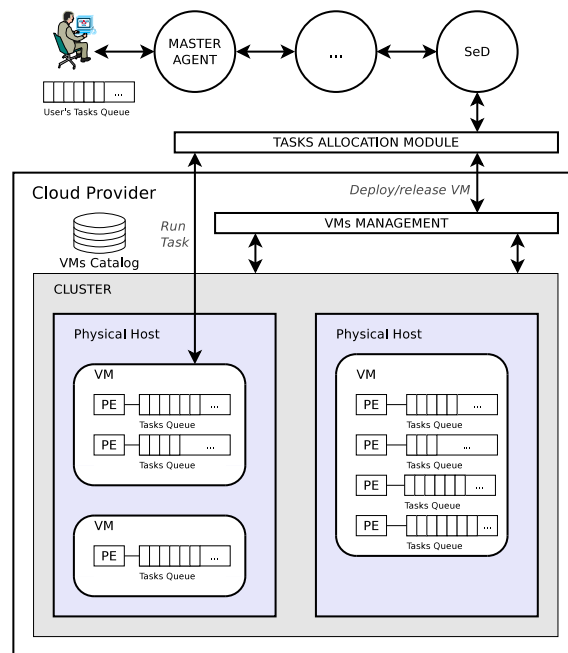 MASTER
AGENT
...
SeD
...
User's Tasks Queue
TASKS ALLOCATION MODULE
Cloud Provider
Deploy/release VM
Run
Task
VMs MANAGEMENT
VMs Catalog
CLUSTER
Physical Host
VM
PE
...
Tasks Queue
PE
...
Tasks Queue
VM
PE
...
Tasks Queue
Physical Host
VM
PE
...
Tasks Queue
PE
...
Tasks Queue
PE
...
Tasks Queue
PE
...
Tasks Queue